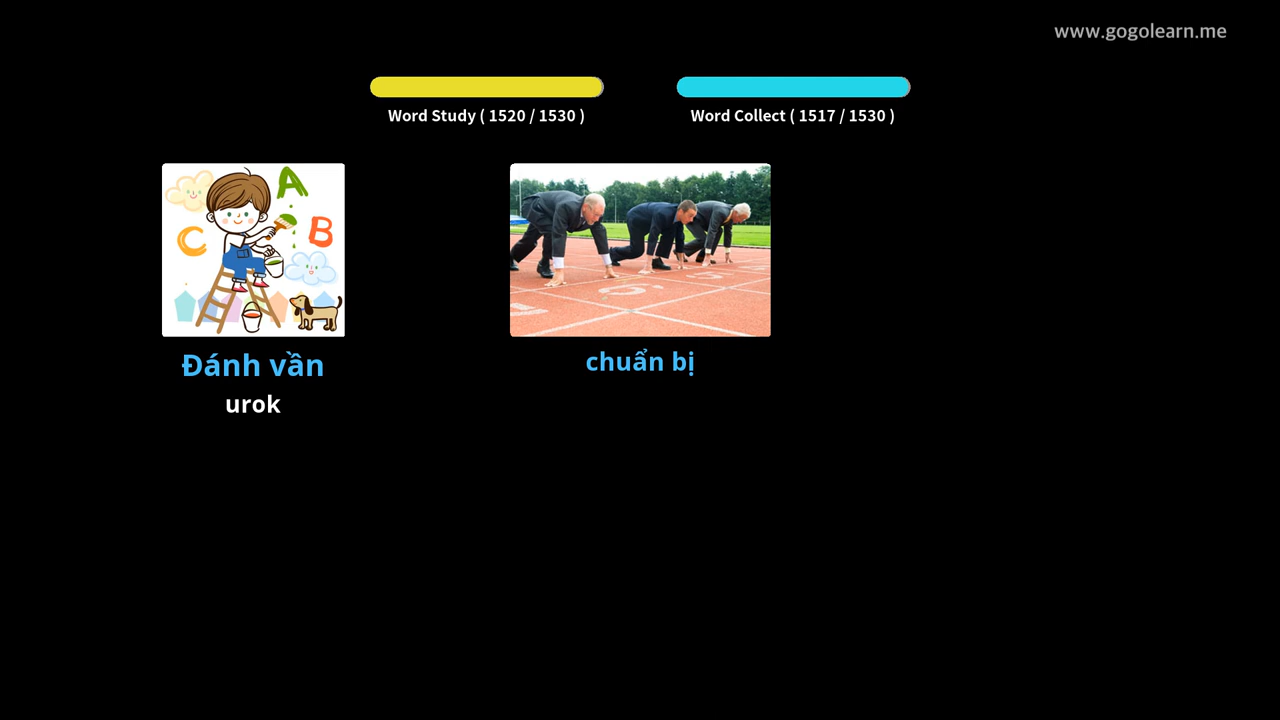 www.gogolearn.me
Word Study ( 1520 / 1530 )
Word Collect ( 1517 / 1530 )
A
B
C
Đánh vần
urok
chuẩn bị